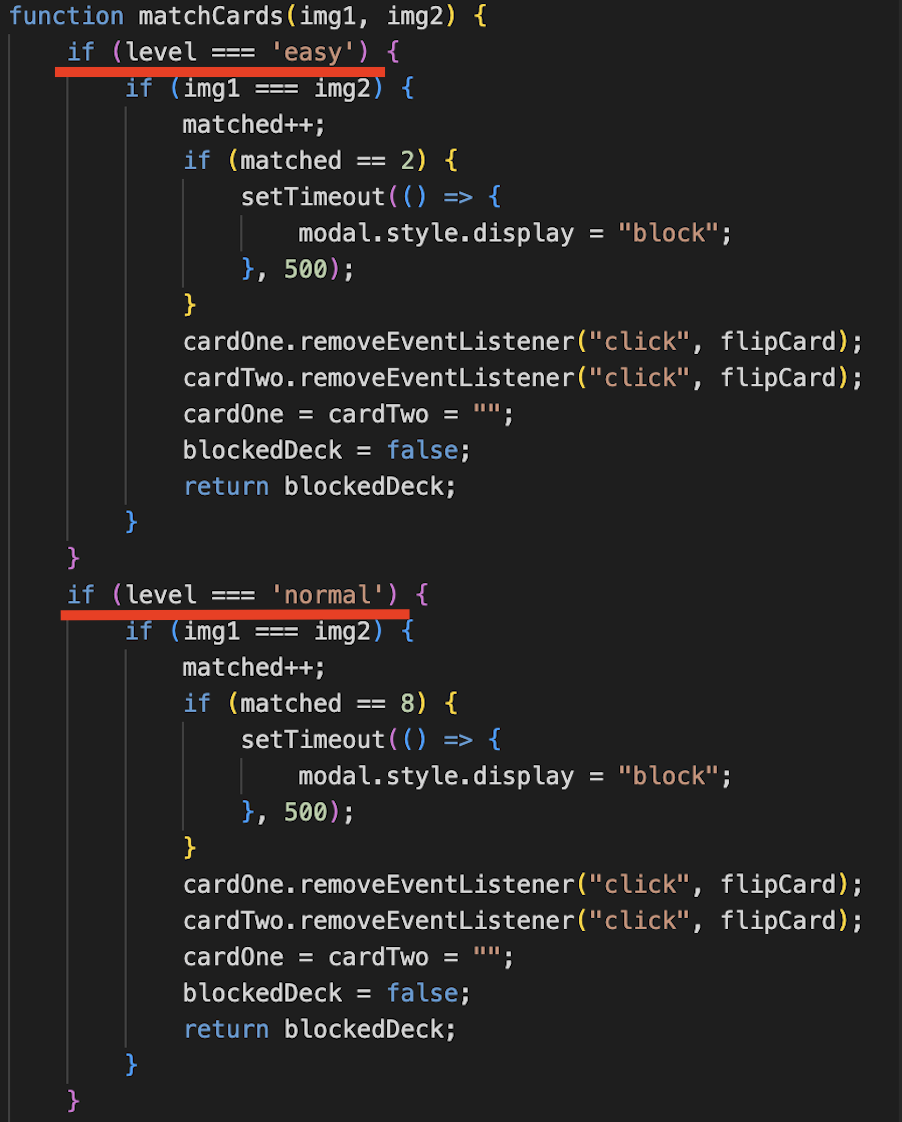 function matchCards(img1, img2) {
    if (level === 'easy') {
        if (img1 === img2) {
            matched++;
            if (matched == 2) {
                setTimeout(() => {
                    modal.style.display = "block";
                }, 500);
            }
            cardOne.removeEventListener("click", flipCard);
            cardTwo.removeEventListener("click", flipCard);
            cardOne = cardTwo = "";
            blockedDeck = false;
            return blockedDeck;
        }
    }
    if (level === 'normal') {
        if (img1 === img2) {
            matched++;
            if (matched == 8) {
                setTimeout(() => {
                    modal.style.display = "block";
                }, 500);
            }
            cardOne.removeEventListener("click", flipCard);
            cardTwo.removeEventListener("click", flipCard);
            cardOne = cardTwo = "";
            blockedDeck = false;
            return blockedDeck;
        }
    }